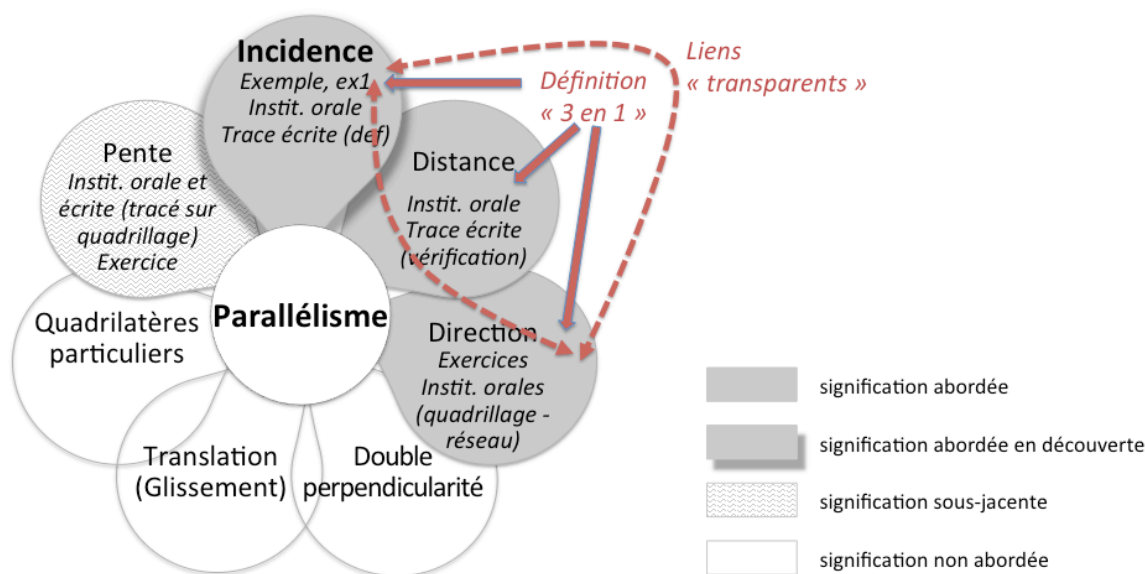 Incidence
Exemple, ex1
Instit. orale
Trace écrite (def)
Liens
« transparents »
Définition
« 3 en 1 »
Distance
Instit. orale
Trace écrite
(vérification)
Pente
Instit. orale et
écrite (tracé sur
quadrillage)
Exercice
Parallélisme
Direction
Exercices
Instit. orales
(quadrillage -
réseau)
Quadrilatères
particuliers
Translation
(Glissement)
Double
perpendicularité
signification abordée
signification abordée en découverte
signification sous-jacente
signification non abordée